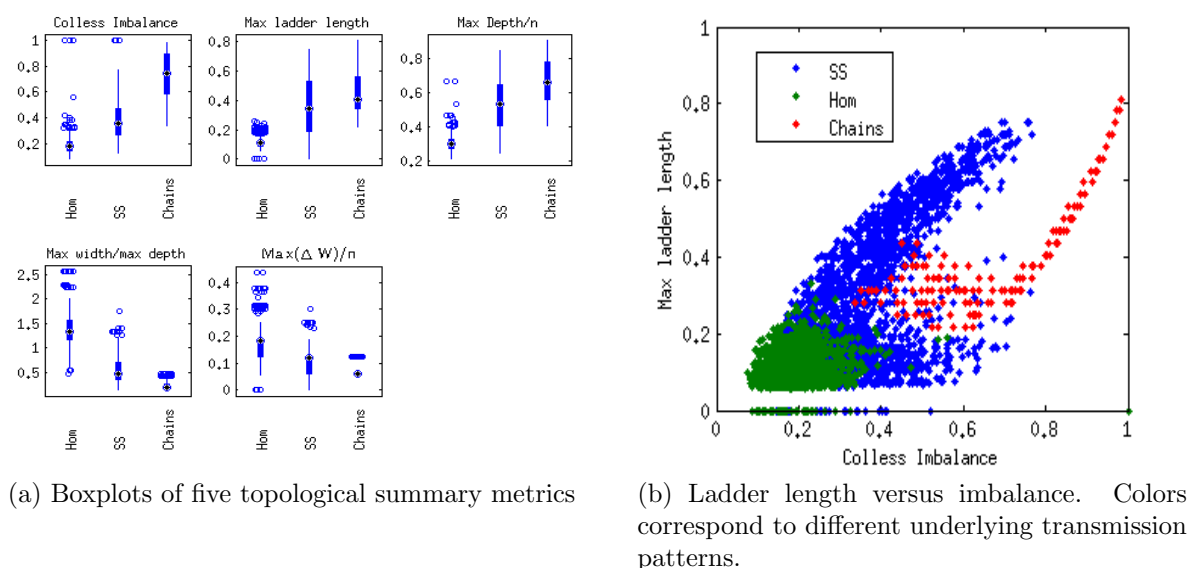 Colless Imbalance
1
0.8
0.6
0.4
0.2
Hom
SS
Chains
Max ladder length
0.8
0.6
0.4
0.2
0
Hom
SS
Chains
Max Depth/n
0.8
0.6
0.4
0.2
Hom
SS
Chains
Max width/max depth
2.5
2
1.5
1
0.5
Hom
SS
Chains
Max(Δ W)/n
0.4
0.3
0.2
0.1
0
Hom
SS
Chains
(a) Boxplots of five topological summary metrics
Max ladder length
1
0.8
0.6
0.4
0.2
0
SS
Hom
Chains
0
0.2
0.4
0.6
0.8
1
Colless Imbalance
(b) Ladder length versus imbalance. Colors
correspond to different underlying transmission
patterns.